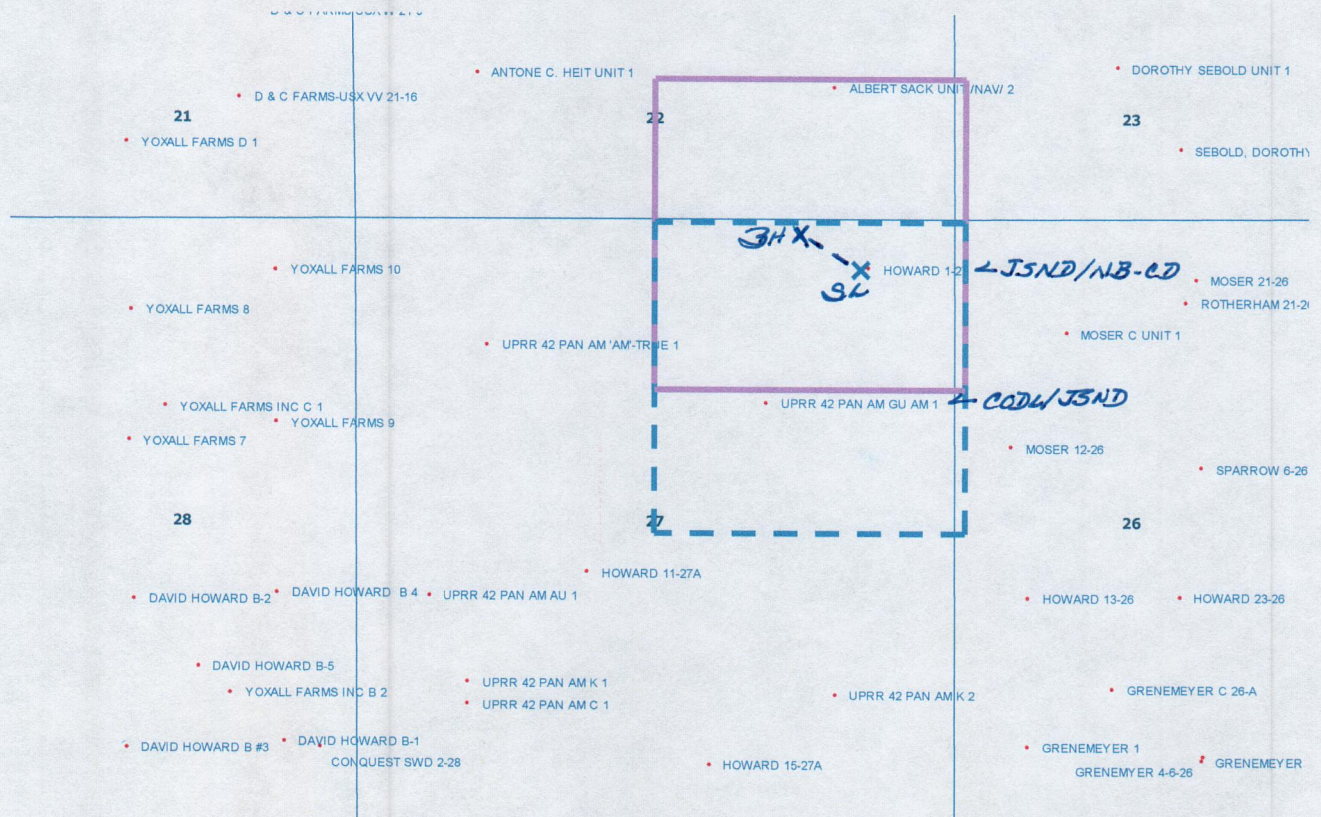 ANTONE C. HEIT UNIT 1
DOROTHY SEBOLD UNIT 1
D & C FARMS-USX VV 21-16
ALBERT SACK UNIT /NAV/ 2
21
22
23
YOXALL FARMS D 1
SEBOLD, DOROTHY
BH X
YOXALL FARMS 10
X HOWARD 1-2
JSND/NB-CD
SL
MOSER 21-26
YOXALL FARMS 8
ROTHERHAM 21-26
MOSER C UNIT 1
UPRR 42 PAN AM 'AM'-TRUE 1
YOXALL FARMS INC C 1
UPRR 42 PAN AM GU AM 1
CODL/JSND
YOXALL FARMS 9
YOXALL FARMS 7
MOSER 12-26
SPARROW 6-26
28
27
26
HOWARD 11-27A
DAVID HOWARD B-2
DAVID HOWARD B 4
UPRR 42 PAN AM AU 1
HOWARD 13-26
HOWARD 23-26
DAVID HOWARD B-5
UPRR 42 PAN AM K 1
YOXALL FARMS INC B 2
UPRR 42 PAN AM K 2
GRENEMEYER C 26-A
UPRR 42 PAN AM C 1
DAVID HOWARD B #3
DAVID HOWARD B-1
GRENEMEYER 1
CONQUEST SWD 2-28
HOWARD 15-27A
GRENEMYER 4-6-26
GRENEMEYER